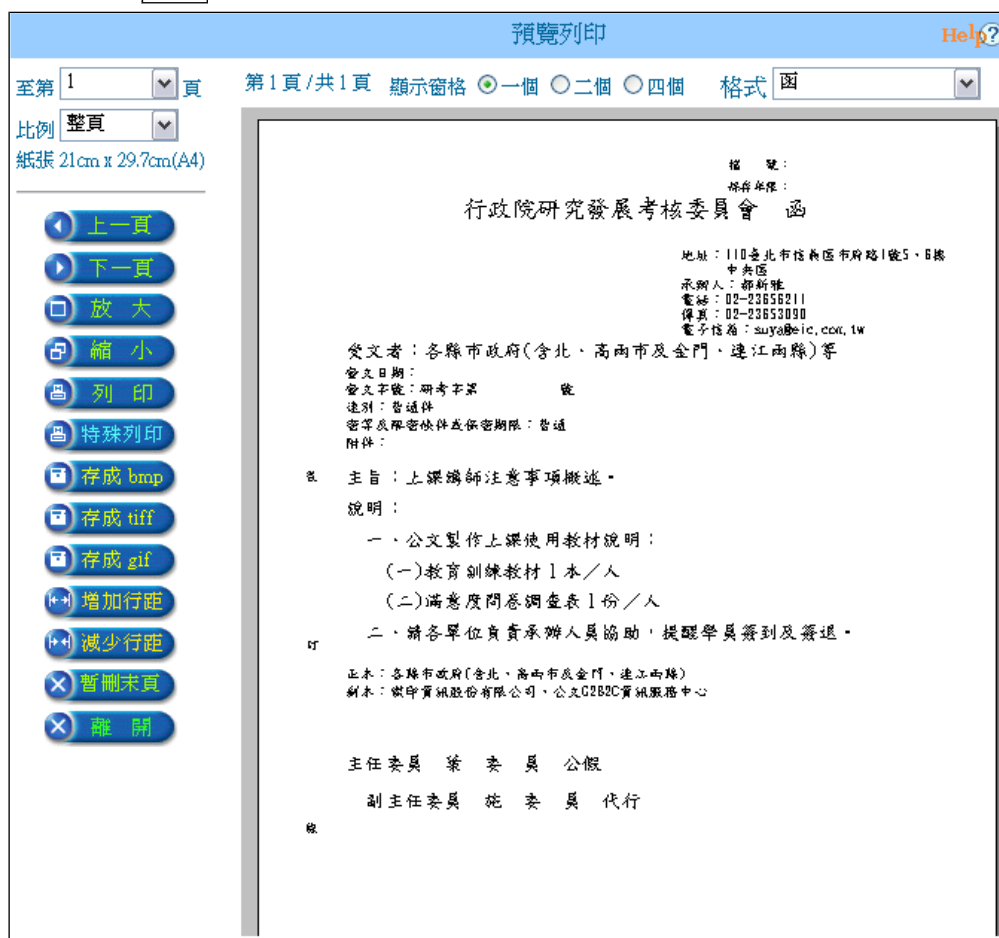 預覽列印
Help?
至第 1 頁
第1頁/共1頁 顯示窗格 一個 二個 四個 格式 函
比例 整頁
紙張 21cm x 29.7cm(A4)
上一頁
下一頁
放 大
縮 小
列 印
特殊列印
存成 bmp
存成 tiff
存成 gif
增加行距
減少行距
暫刪末頁
離 開
檔 號：
保存年限：
行政院研究發展考核委員會 函
地址：110臺北市信義區市府路1號5、6樓
中央區
承辦人：郝新雅
電話：02-23656211
傳真：02-23653090
電子信箱：suya@eic.com.tw
受文者：各縣市政府(含北、高兩市及金門、連江兩縣)等
發文日期：
發文字號：研考字第 號
速別：普通件
密等及解密條件或保密期限：普通
附件：
裝
主旨：上課講師注意事項概述。
說明：
一、公文製作上課使用教材說明：
(一)教育訓練教材1本／人
(二)滿意度問卷調查表1份／人
二、請各單位負責承辦人員協助，提醒學員簽到及簽退。
訂
正本：各縣市政府(含北、高兩市及金門、連江兩縣)
副本：資訊股份有限公司、公文G2B2C資訊服務中心
主任委員 葉 委 員 公假
副主任委員 施 委 員 代行
線